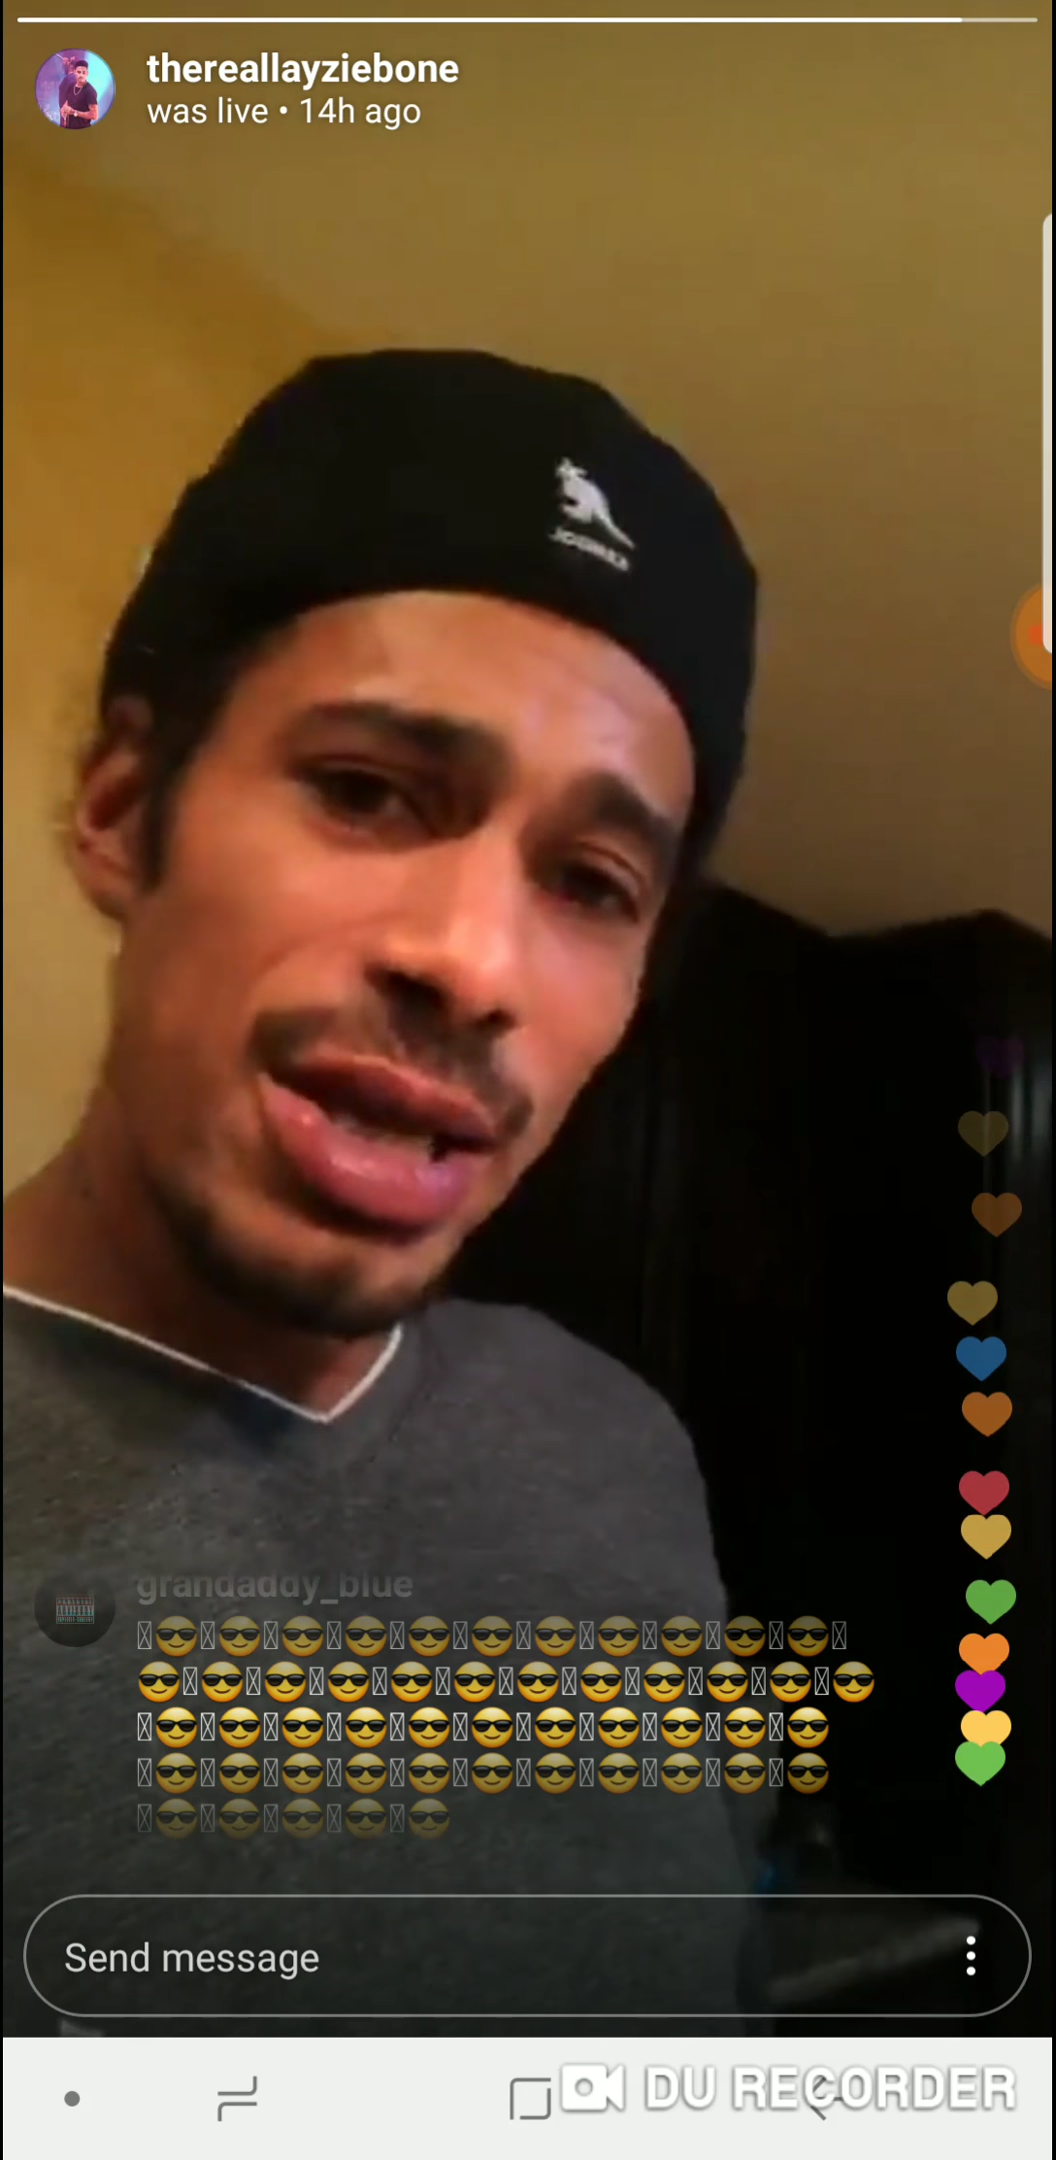 thereallayziebone
was live • 14h ago
grandaddy_blue
Send message
DU RECORDER